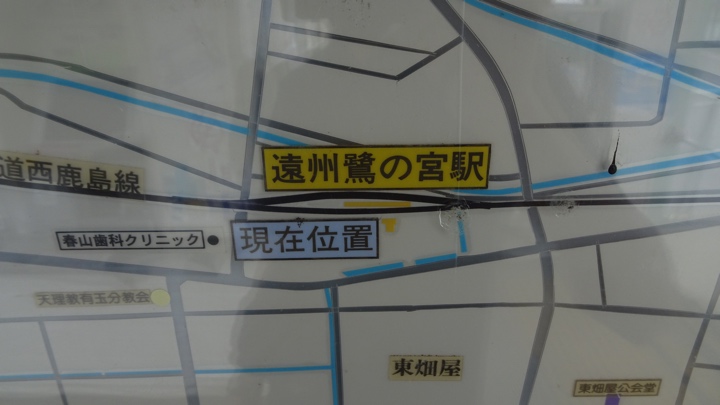 遠州鷺の宮駅
道西鹿島線
春山歯科クリニック
現在位置
天理教有玉分教会
東畑屋
東畑屋公会堂